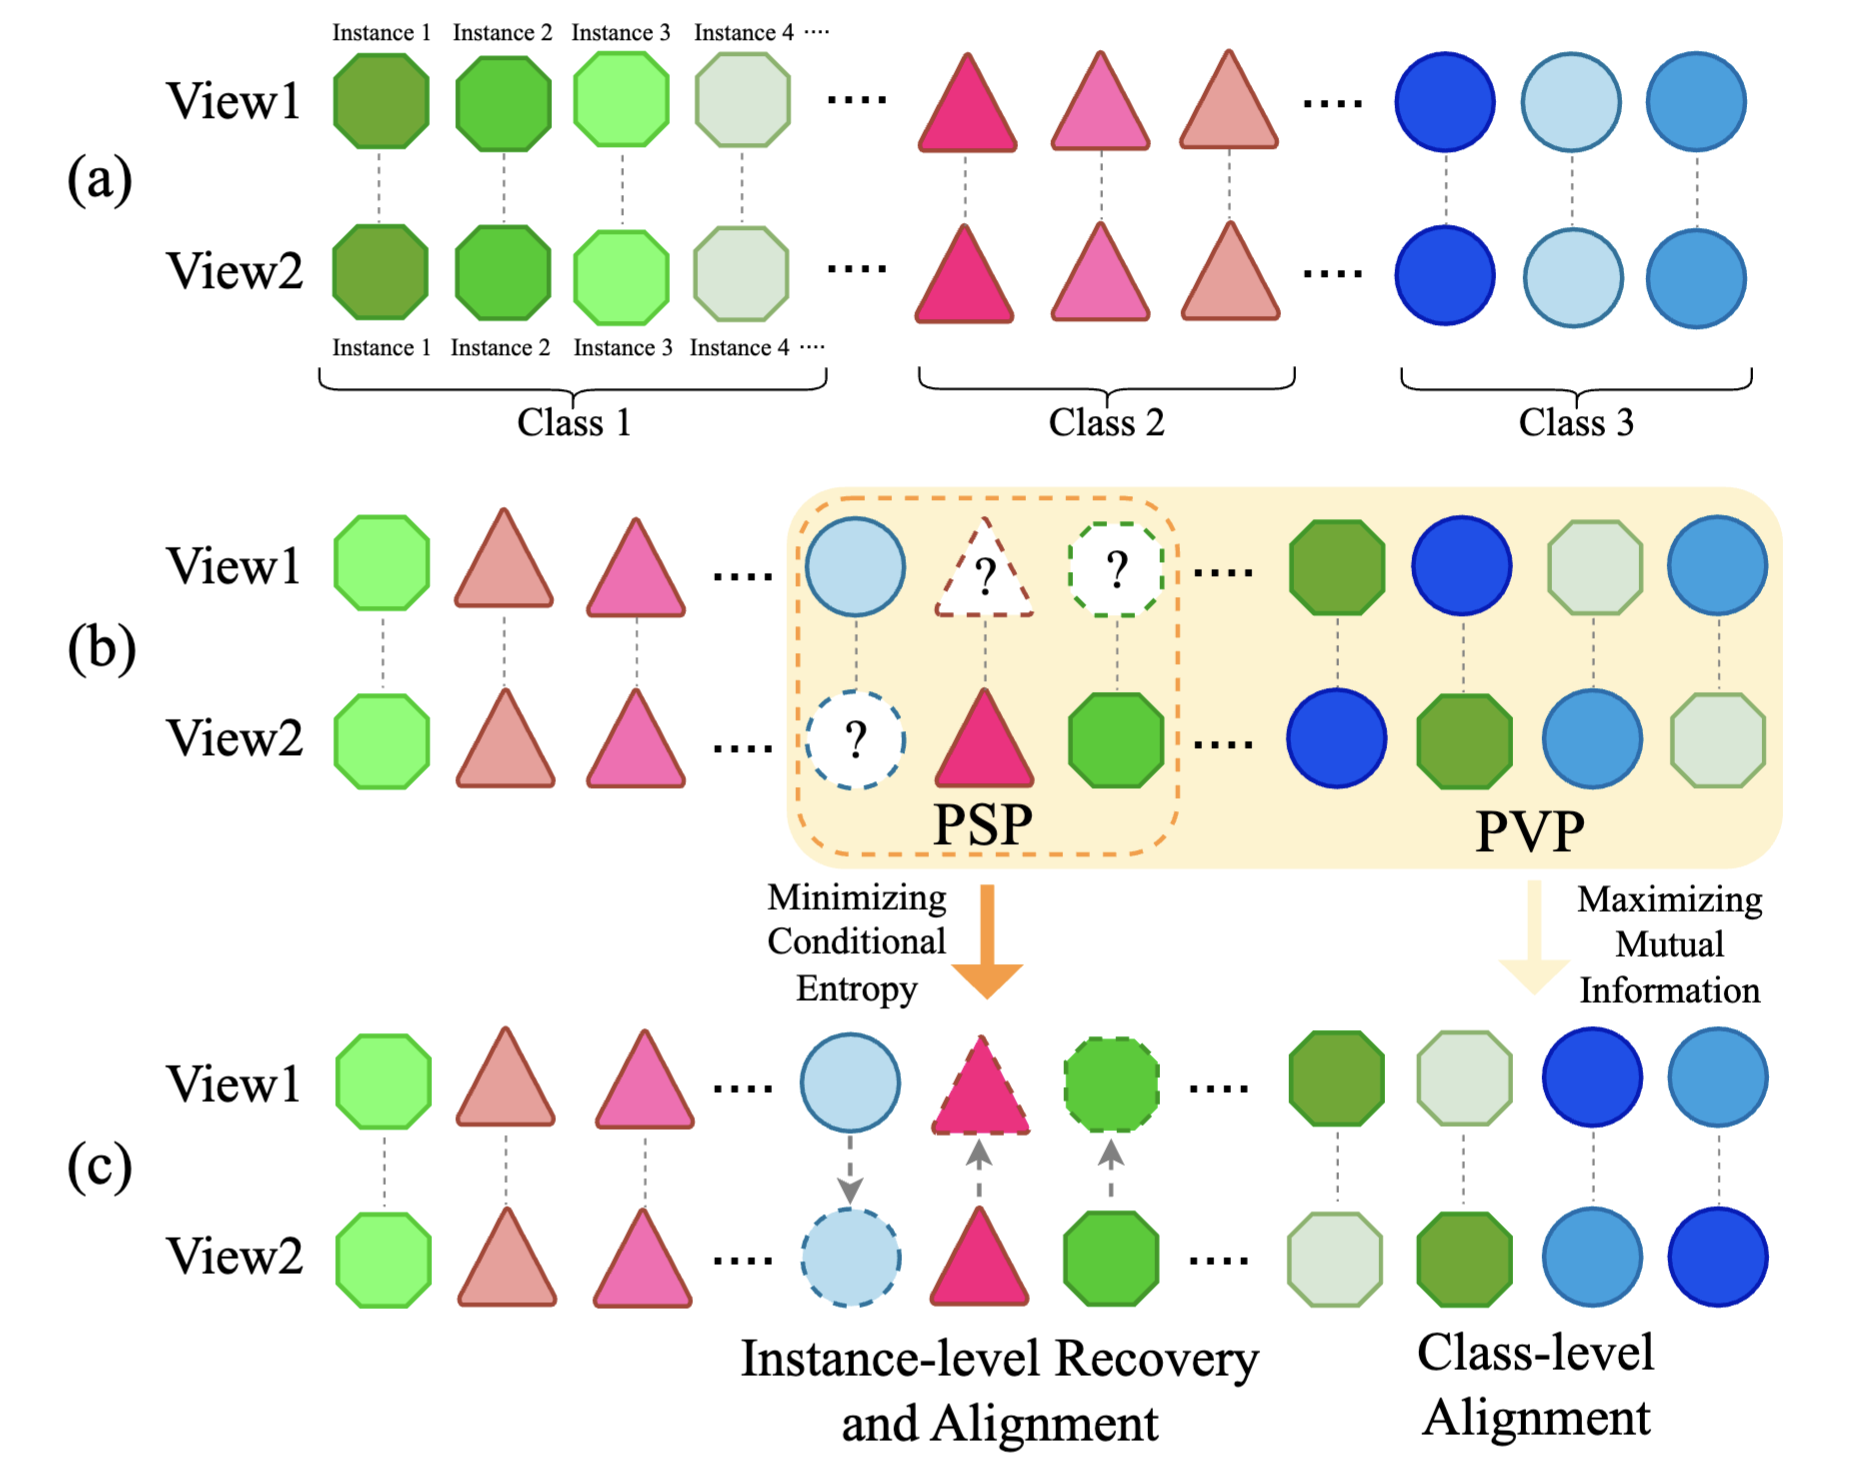 Instance 1 Instance 2 Instance 3 Instance 4 ····
View1 ···· ····
(a)
View2 ···· ····
Instance 1 Instance 2 Instance 3 Instance 4 ····
Class 1 Class 2 Class 3
View1 ···· ? ? ····
(b)
View2 ···· ? ····
PSP PVP
Minimizing
Conditional
Entropy
Maximizing
Mutual
Information
View1 ···· ····
(c)
View2 ···· ····
Instance-level Recovery
and Alignment
Class-level
Alignment